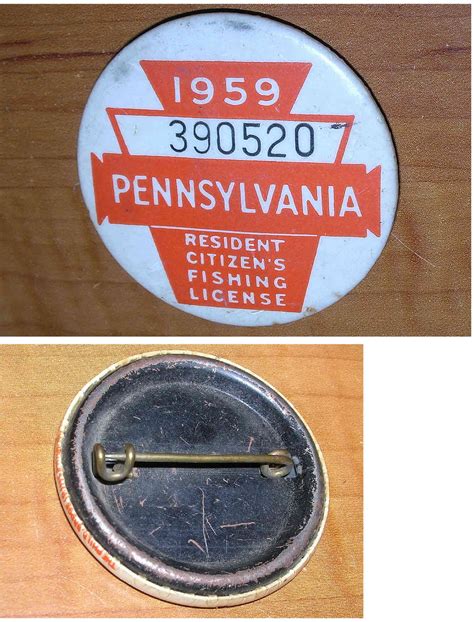 1959
390520
PENNSYLVANIA
RESIDENT
CITIZEN'S
FISHING
LICENSE